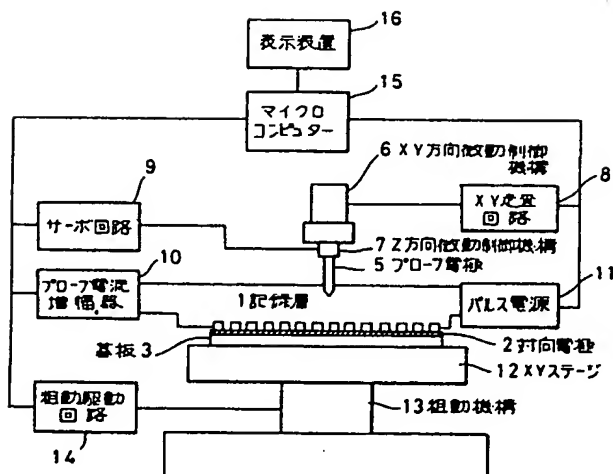 16
表示装置
15
マイクロ
コンピューター
6 XY方向微動制御
機構
9
8
サーボ回路
XY走査
回路
7 Z方向微動制御機構
5 プローブ電極
10
11
プローブ電流
増幅器
1記録層
パルス電源
基板3
2対向電極
12 XYステージ
粗動駆動
回路
13粗動機構
14